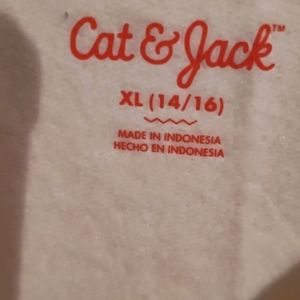 Cat & Jack™
XL (14/16)
MADE IN INDONESIA
HECHO EN INDONESIA